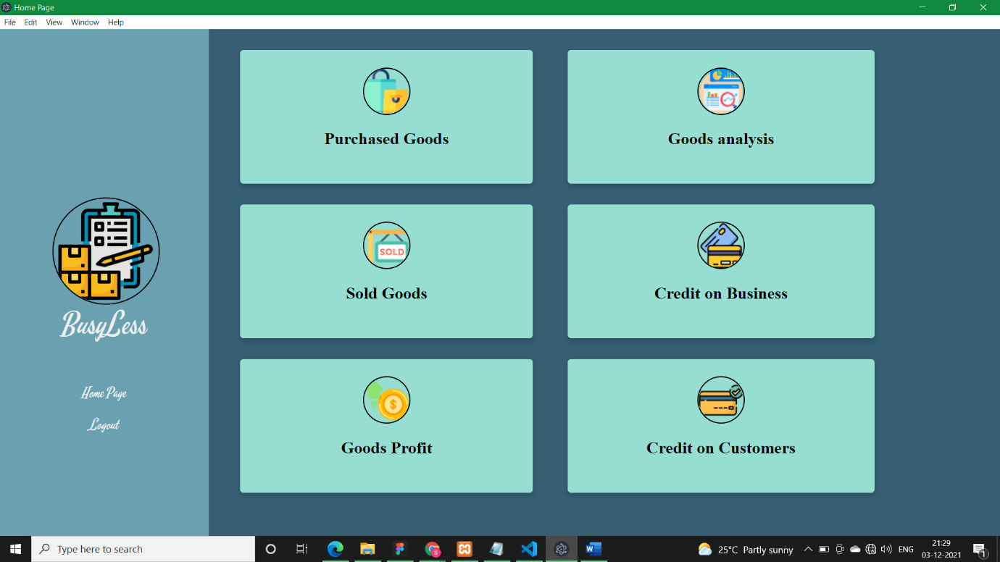 Home Page
File Edit View Window Help
Purchased Goods
Goods analysis
SOLD
Sold Goods
Credit on Business
$
Goods Profit
Credit on Customers
BusyLess
Home Page
Logout
Type here to search
25°C Partly sunny
ENG
21:29
03-12-2021
1